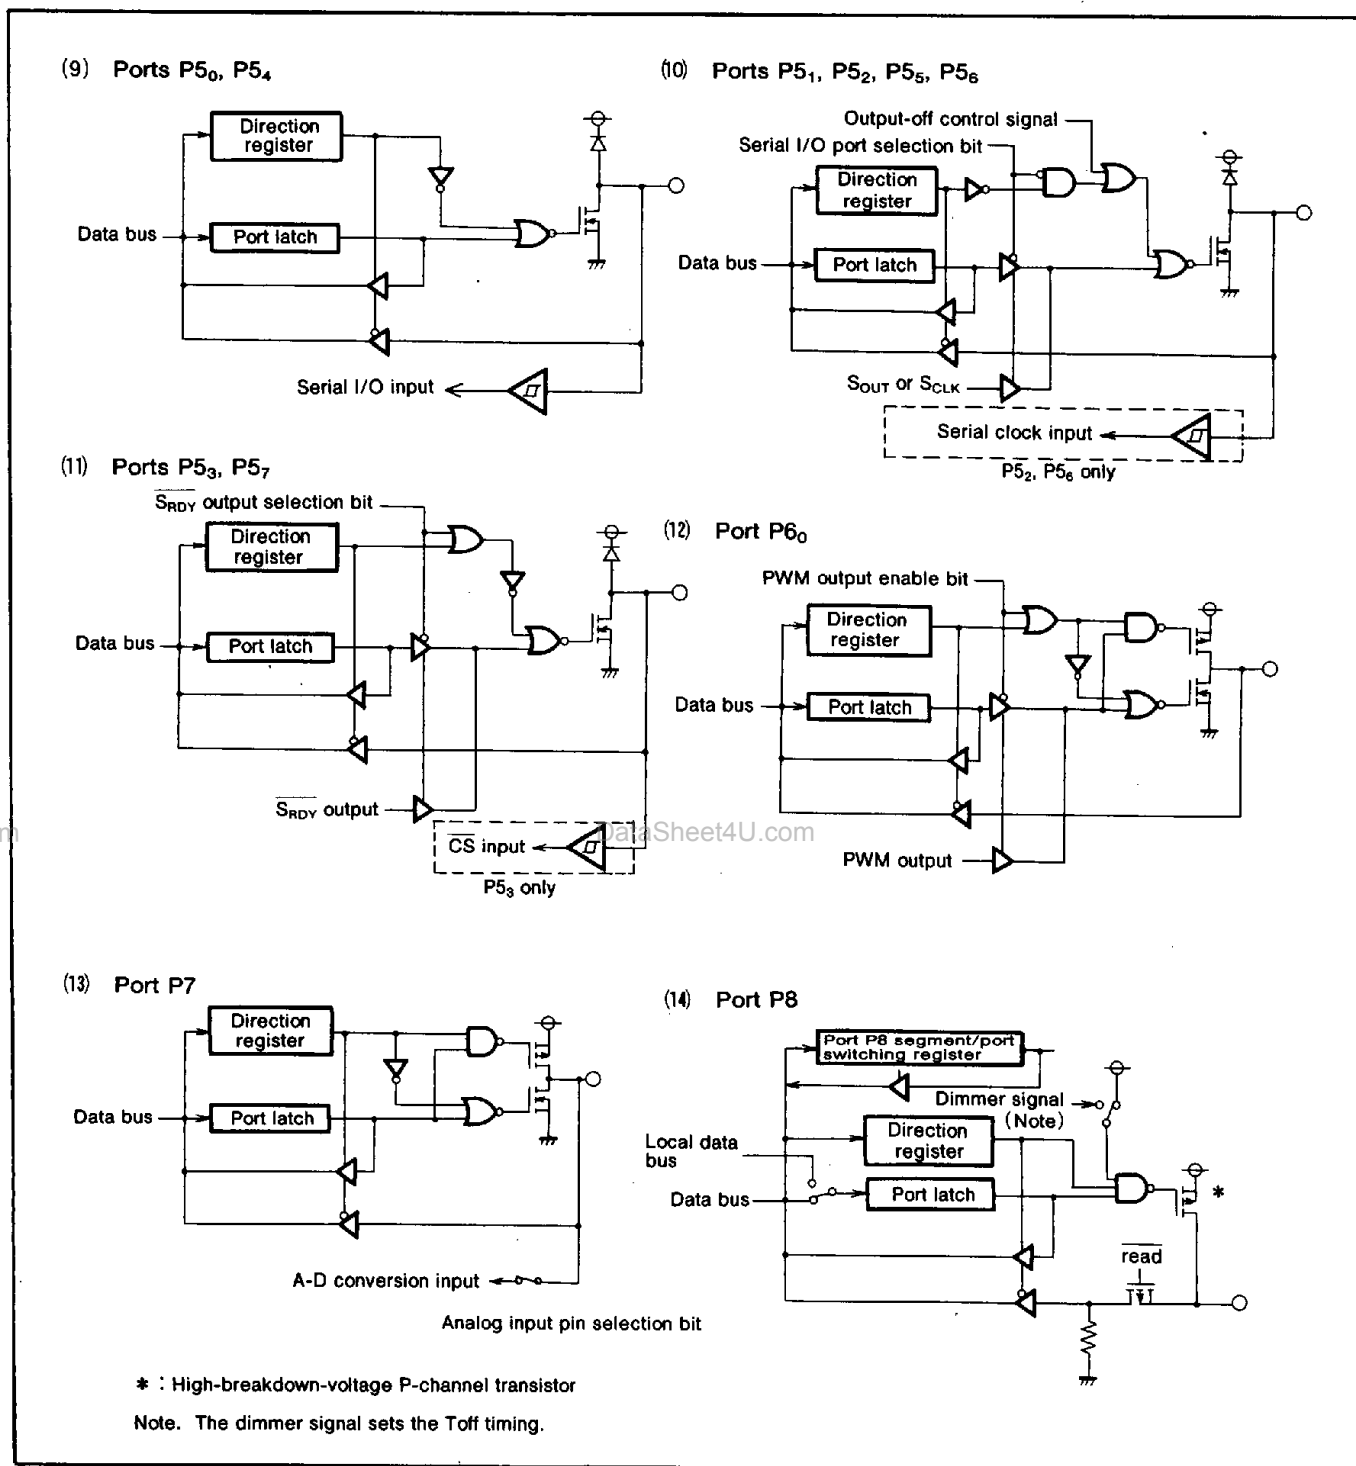 (9) Ports P5₀, P5₄
Direction
register
Data bus
Port latch
Serial I/O input
(10) Ports P5₁, P5₂, P5₅, P5₆
Output-off control signal
Serial I/O port selection bit
Direction
register
Data bus
Port latch
S_OUT or S_CLK
Serial clock input
P5₂, P5₆ only
(11) Ports P5₃, P5₇
S̅_R̅D̅Y̅ output selection bit
Direction
register
Data bus
Port latch
S̅_R̅D̅Y̅ output
C̅S̅ input
P5₃ only
(12) Port P6₀
PWM output enable bit
Direction
register
Data bus
Port latch
PWM output
m
DataSheet4U.com
(13) Port P7
Direction
register
Data bus
Port latch
A-D conversion input
Analog input pin selection bit
(14) Port P8
Port P8 segment/port
switching register
Dimmer signal
(Note)
Local data
bus
Direction
register
Data bus
Port latch
*
r̅e̅a̅d̅
* : High-breakdown-voltage P-channel transistor
Note. The dimmer signal sets the Toff timing.